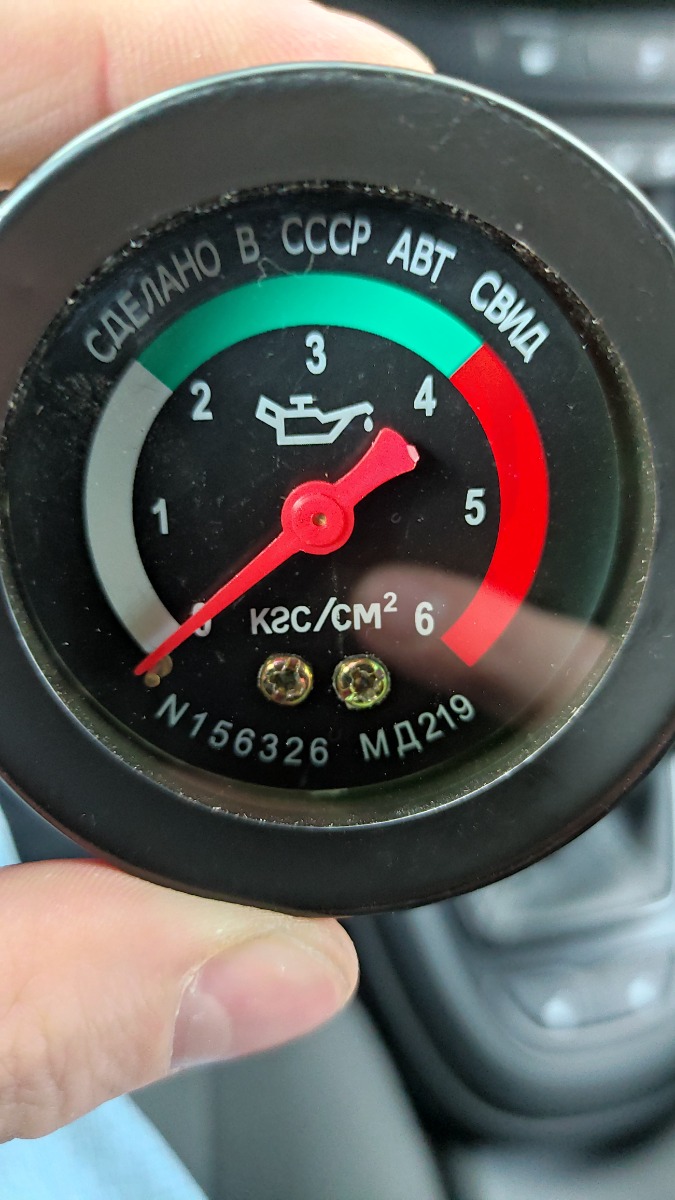 СДЕЛАНО В СССР АВТ СВИД
3
2 4
1 5
0 кгс/см² 6
N156326 МД219